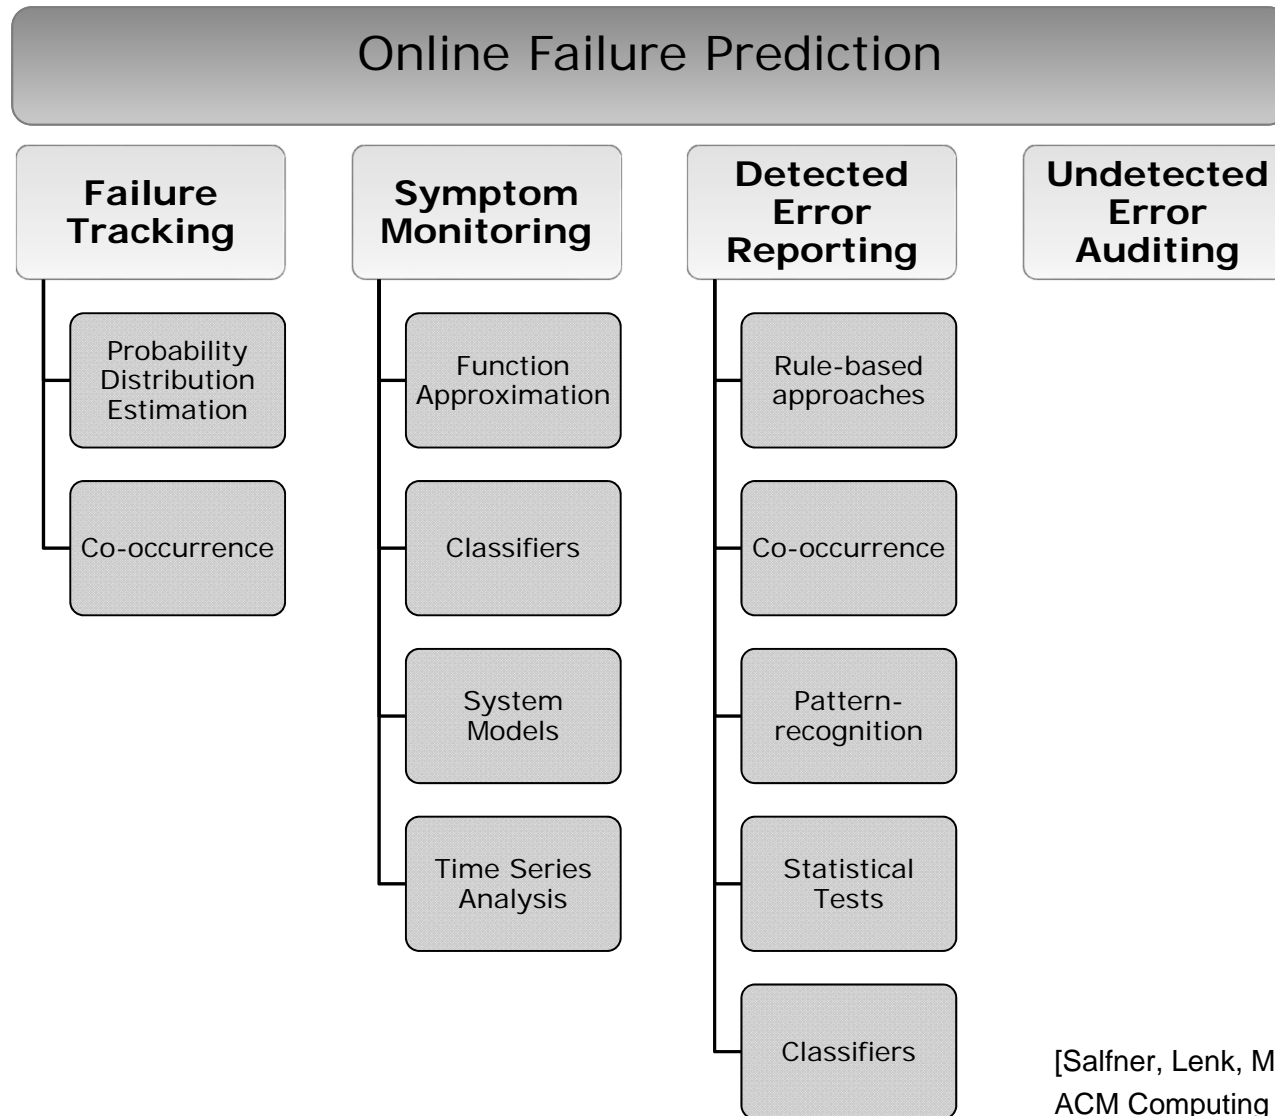 Online Failure Prediction
Failure
Tracking
Probability
Distribution
Estimation
Co-occurrence
Symptom
Monitoring
Function
Approximation
Classifiers
System
Models
Time Series
Analysis
Detected
Error
Reporting
Rule-based
approaches
Co-occurrence
Pattern-
recognition
Statistical
Tests
Classifiers
Undetected
Error
Auditing
[Salfner, Lenk, M
ACM Computing